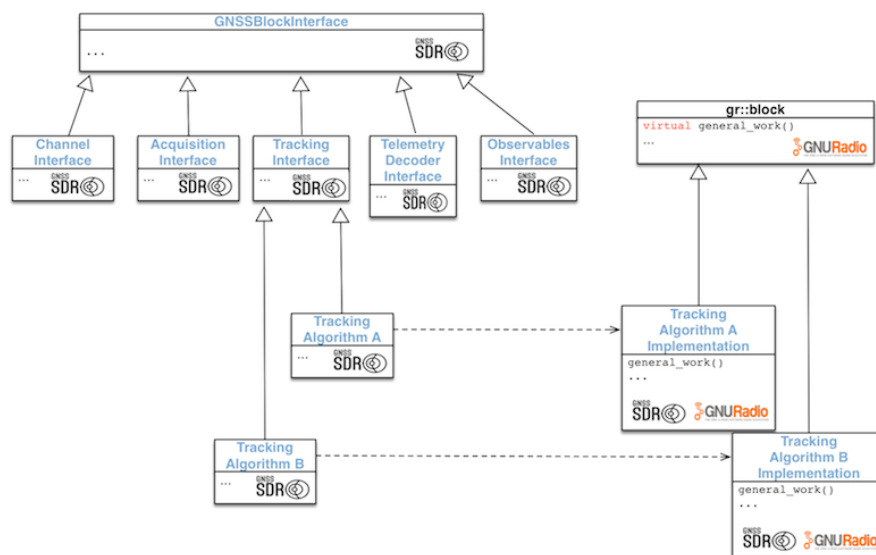 GNSSBlockInterface
...
GNSS
SDR
gr::block
virtual general_work()
...
GNURadio
Channel
Interface
...
GNSS
SDR
Acquisition
Interface
...
GNSS
SDR
Tracking
Interface
...
GNSS
SDR
Telemetry
Decoder
Interface
...
GNSS
SDR
Observables
Interface
...
GNSS
SDR
Tracking
Algorithm A
...
GNSS
SDR
Tracking
Algorithm A
Implementation
general_work()
...
GNSS
SDR
GNURadio
Tracking
Algorithm B
...
GNSS
SDR
Tracking
Algorithm B
Implementation
general_work()
...
GNSS
SDR
GNURadio